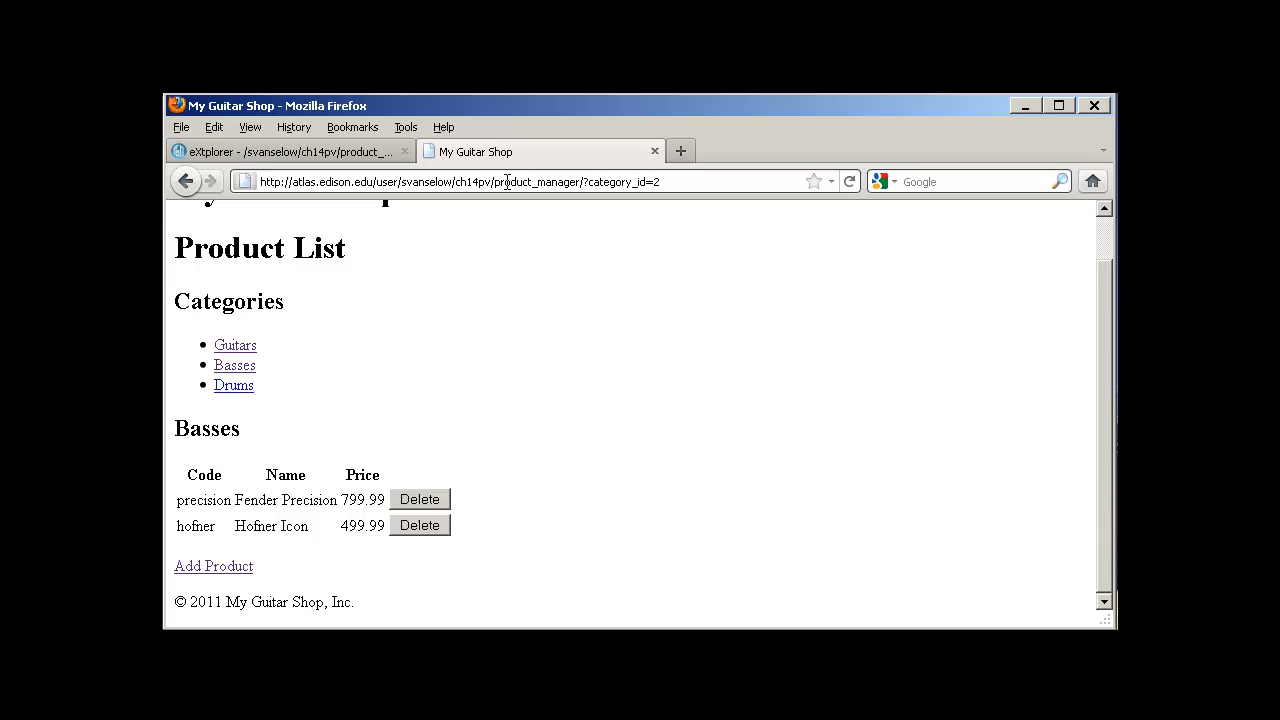 My Guitar Shop - Mozilla Firefox
File Edit View History Bookmarks Tools Help
eXtplorer - /svanselow/ch14pv/product_... My Guitar Shop
http://atlas.edison.edu/user/svanselow/ch14pv/product_manager/?category_id=2 Google
Product List
Categories
Guitars
Basses
Drums
Basses
Code Name Price
precision Fender Precision 799.99 Delete
hofner Hofner Icon 499.99 Delete
Add Product
© 2011 My Guitar Shop, Inc.